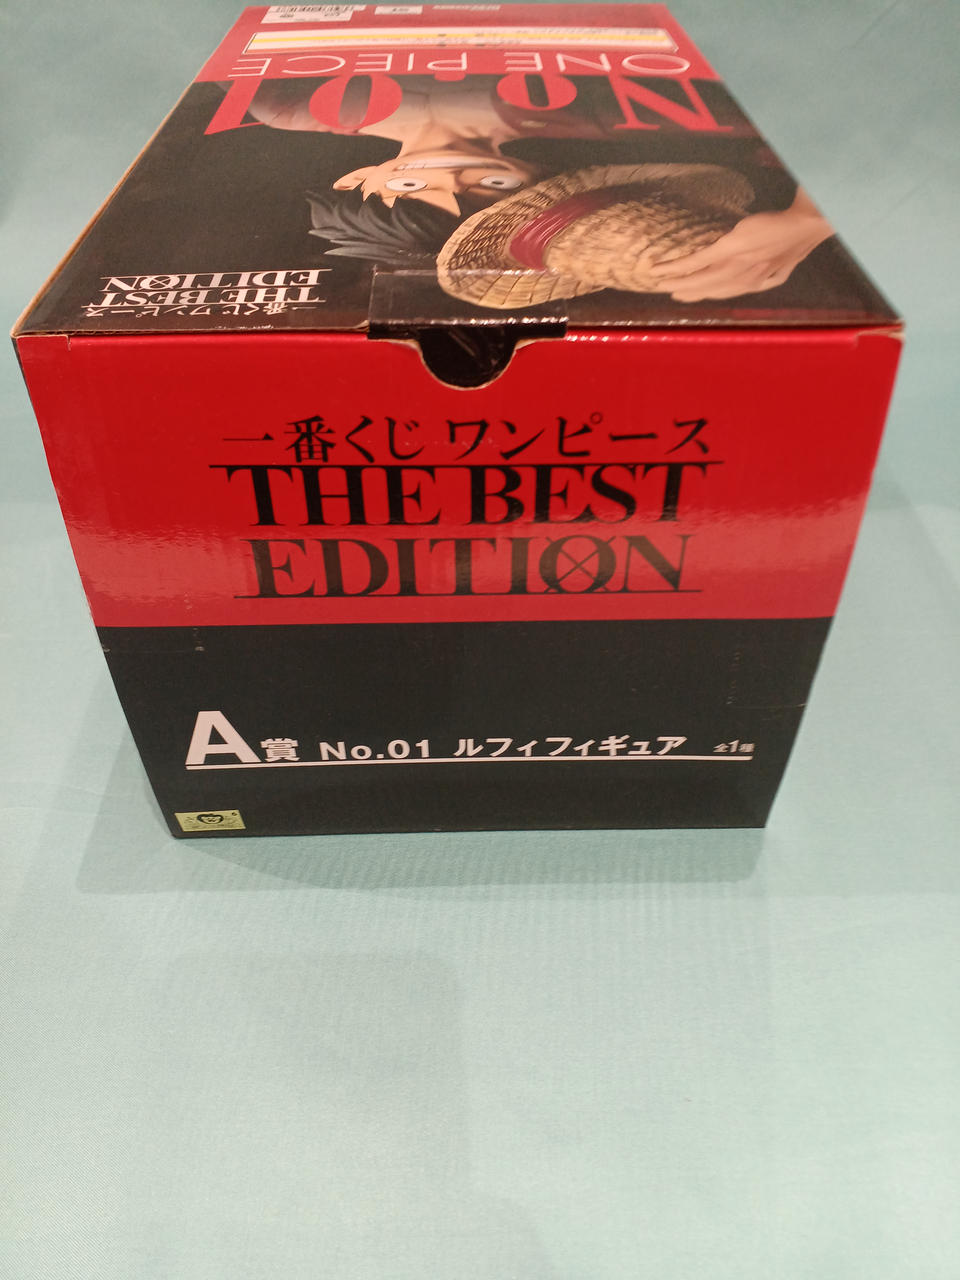 ONE PIECE
No.01
一番くじ ワンピース
THE BEST
EDITION
一番くじ ワンピース
THE BEST
EDITION
A賞 No.01 ルフィフィギュア 全1種